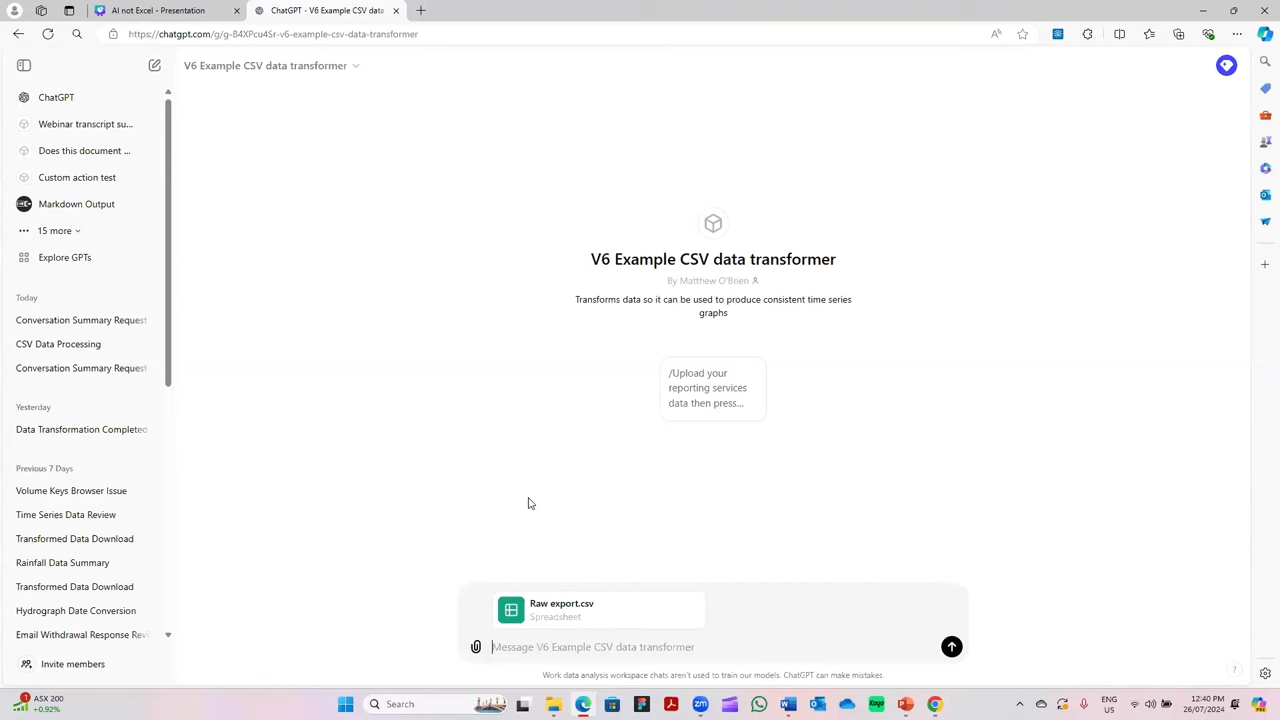 AI not enough - Presentation
ChatGPT - V6 Example CSV data
https://chatgpt.com/g/g-B4XPcu4Sr-v6-example-csv-data-transformer
V6 Example CSV data transformer
ChatGPT
Webinar transcript su...
Does this document ...
Custom action test
Markdown Output
15 more
Explore GPTs
Today
Conversation Summary Request
CSV Data Processing
Conversation Summary Request
Yesterday
Data Transformation Completed
Previous 7 Days
Volume Keys Browser Issue
Time Series Data Review
Transformed Data Download
Rainfall Data Summary
Transformed Data Download
Hydrograph Date Conversion
Email Withdrawal Response Revi
Invite members
V6 Example CSV data transformer
By Matthew O'Brien
Transforms data so it can be used to produce consistent time series
graphs
/Upload your
reporting services
data then press...
Raw export.csv
Spreadsheet
Message V6 Example CSV data transformer
Work data analysis workspace chats aren't used to train our models. ChatGPT can make mistakes.
?
1
ASX 200
+0.92%
Search
zm
Kayo
ENG
US
12:40 PM
26/07/2024